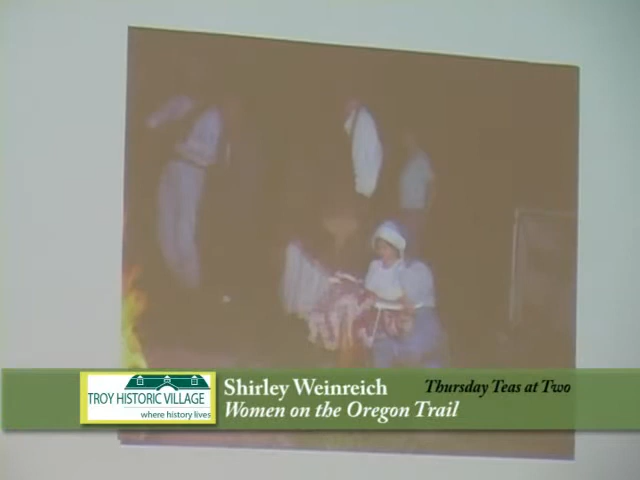 TROY HISTORIC VILLAGE
where history lives
Shirley Weinreich
Thursday Teas at Two
Women on the Oregon Trail